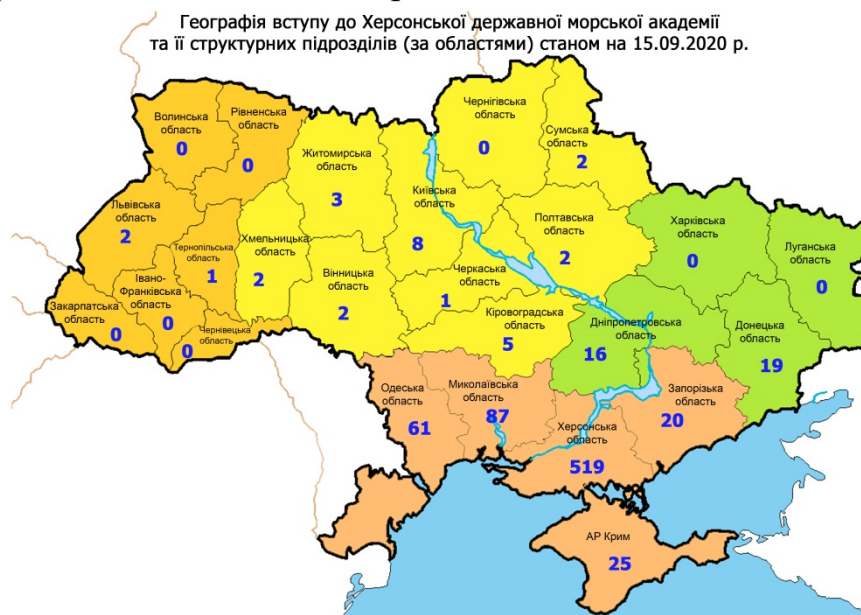 Географія вступу до Херсонської державної морської академії
та її структурних підрозділів (за областями) станом на 15.09.2020 р.
Волинська
область
0
Рівненська
область
0
Житомирська
область
3
Київська
область
8
Чернігівська
область
0
Сумська
область
2
Львівська
область
2
Тернопільська
область
1
Хмельницька
область
2
Вінницька
область
2
Черкаська
область
1
Полтавська
область
2
Харківська
область
0
Луганська
область
0
Закарпатська
область
0
Івано-
Франківська
область
0
Чернівецька
область
0
Кіровоградська
область
5
Дніпропетровська
область
16
Донецька
область
19
Одеська
область
61
Миколаївська
область
87
Херсонська
область
519
Запорізька
область
20
АР Крим
25